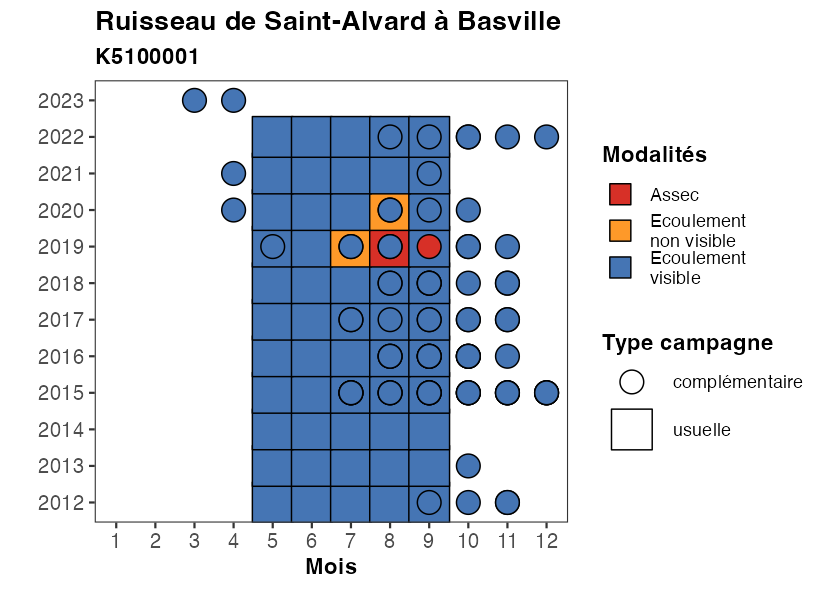 Ruisseau de Saint-Alvard à Basville
K5100001
2023
2022
2021
2020
2019
2018
2017
2016
2015
2014
2013
2012
1 2 3 4 5 6 7 8 9 10 11 12
Mois
Modalités
Assec
Ecoulement
non visible
Ecoulement
visible
Type campagne
complémentaire
usuelle